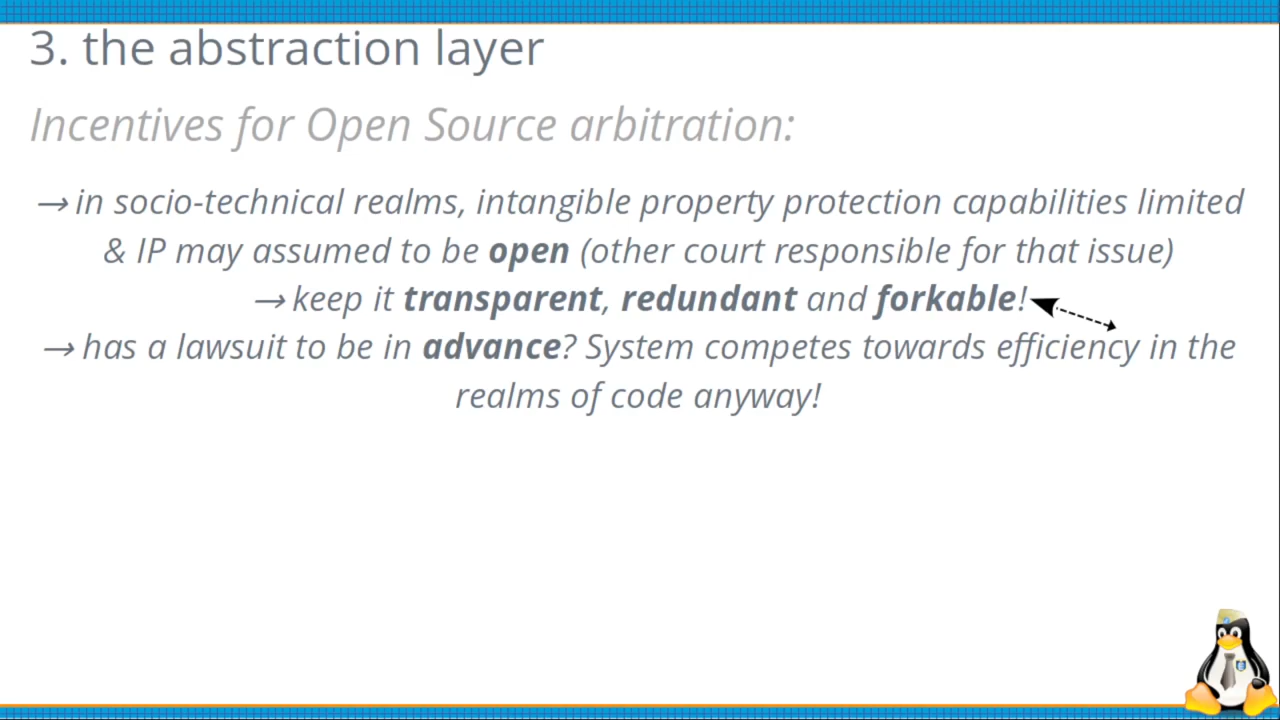 3. the abstraction layer
Incentives for Open Source arbitration:
→ in socio-technical realms, intangible property protection capabilities limited
& IP may assumed to be open (other court responsible for that issue)
→ keep it transparent, redundant and forkable!
→ has a lawsuit to be in advance? System competes towards efficiency in the
realms of code anyway!